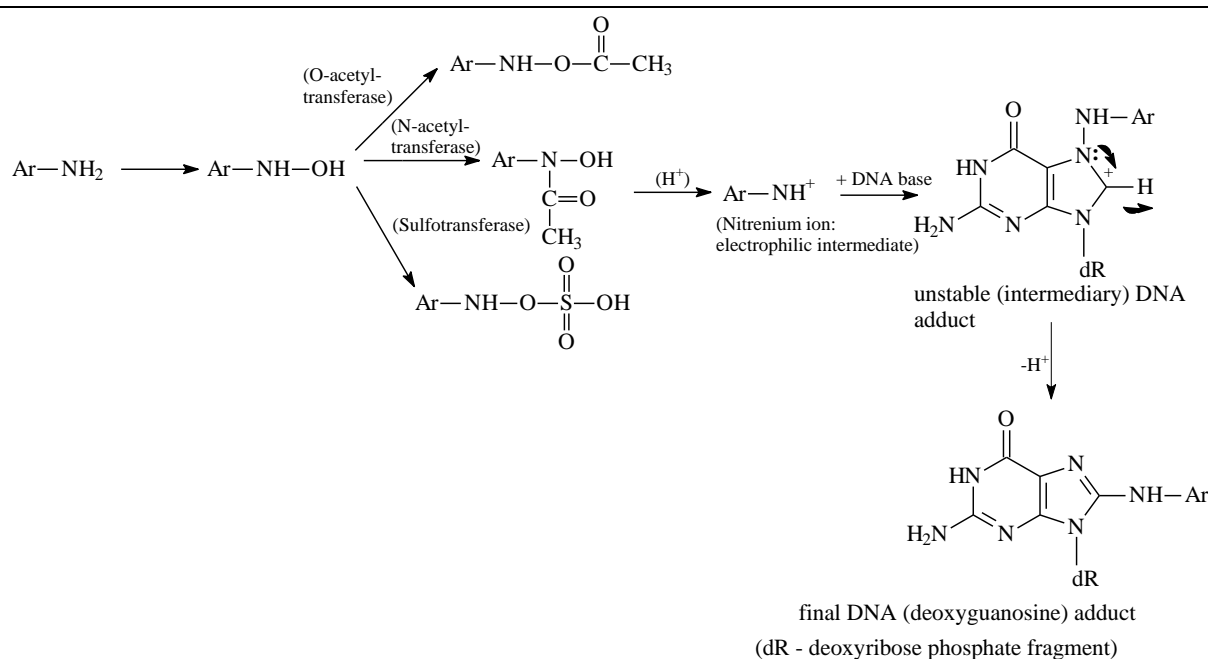 O
Ar—NH—O—C—CH3
(O-acetyl-
transferase)
(N-acetyl-
transferase)
Ar—NH2
Ar—NH—OH
Ar—N—OH
C=O
CH3
(Sulfotransferase)
O
Ar—NH—O—S—OH
O
(H+)
Ar—NH+
(Nitrenium ion:
electrophilic intermediate)
+ DNA base
O
NH—Ar
HN
N:
+
H
H2N
N
N
dR
unstable (intermediary) DNA
adduct
-H+
O
HN
N
NH—Ar
H2N
N
N
dR
final DNA (deoxyguanosine) adduct
(dR - deoxyribose phosphate fragment)